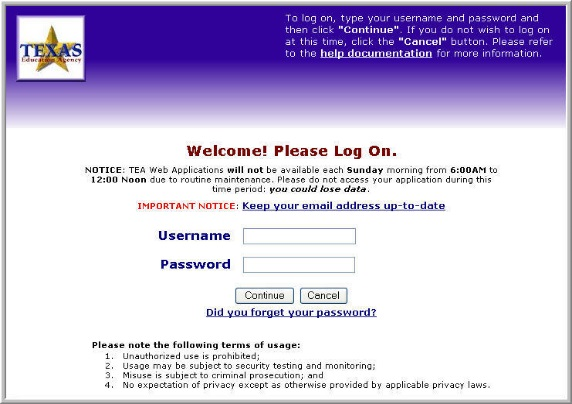 To log on, type your username and password and
then click "Continue". If you do not wish to log on
at this time, click the "Cancel" button. Please refer
to the help documentation for more information.
TEXAS
Education Agency
Welcome! Please Log On.
NOTICE: TEA Web Applications will not be available each Sunday morning from 6:00AM to
12:00 Noon due to routine maintenance. Please do not access your application during this
time period: you could lose data.
IMPORTANT NOTICE: Keep your email address up-to-date
Username
Password
Continue Cancel
Did you forget your password?
Please note the following terms of usage:
1. Unauthorized use is prohibited;
2. Usage may be subject to security testing and monitoring;
3. Misuse is subject to criminal prosecution; and
4. No expectation of privacy except as otherwise provided by applicable privacy laws.